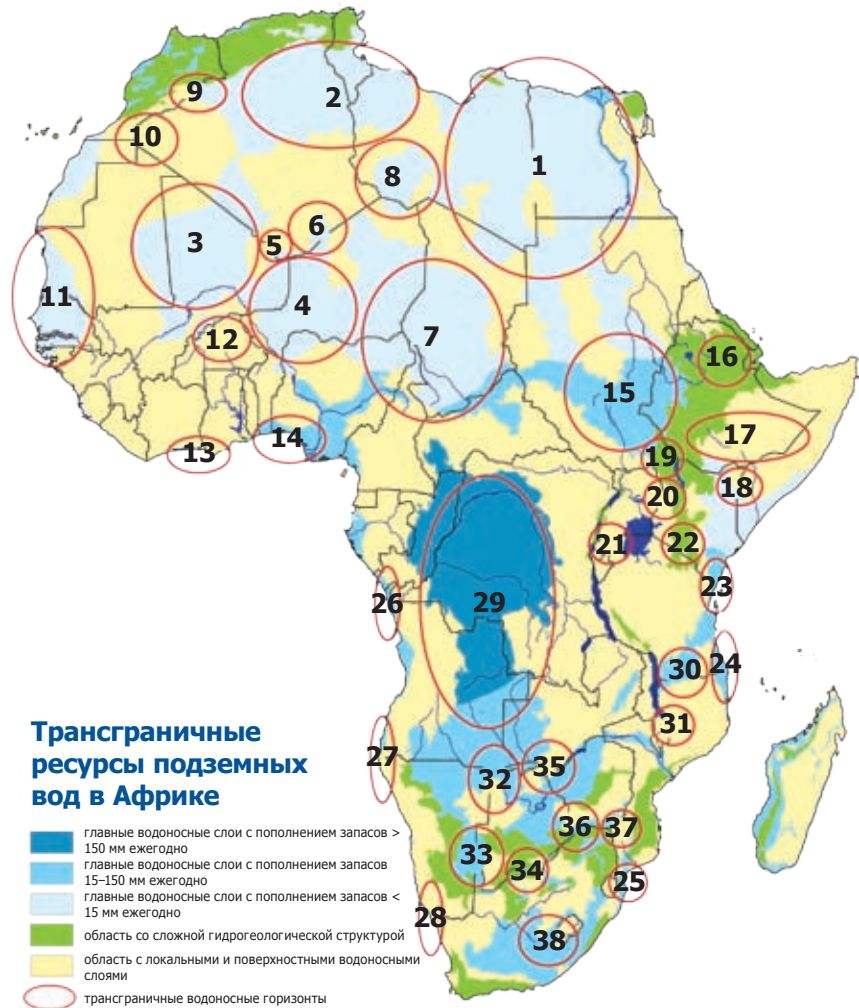 1
2
9
10
8
3
6
5
11
4
7
12
16
15
14
13
17
19
18
20
21
22
23
26
29
24
30
31
Трансграничные
ресурсы подземных
вод в Африке
27
32
35
36
37
33
34
25
28
38
главные водоносные слои с пополнением запасов >
150 мм ежегодно
главные водоносные слои с пополнением запасов
15–150 мм ежегодно
главные водоносные слои с пополнением запасов <
15 мм ежегодно
область со сложной гидрогеологической структурой
область с локальными и поверхностными водоносными
слоями
трансграничные водоносные горизонты